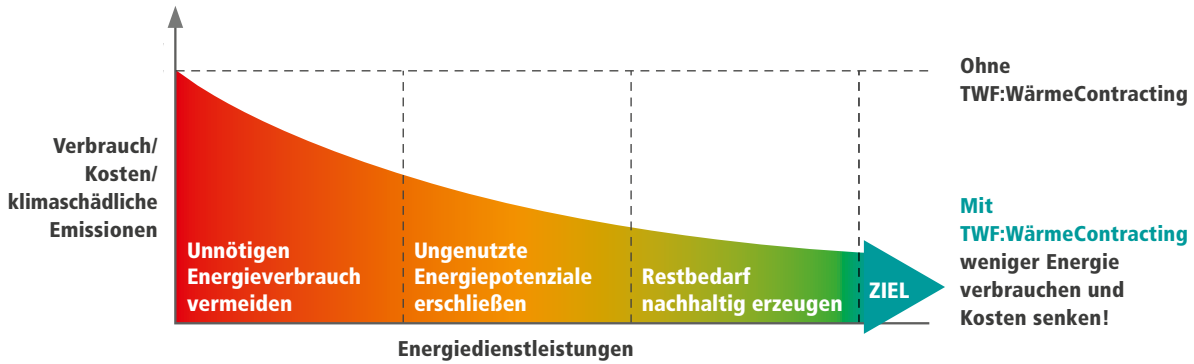 Verbrauch/
Kosten/
klimaschädliche
Emissionen
Unnötigen
Energieverbrauch
vermeiden
Ungenutzte
Energiepotenziale
erschließen
Restbedarf
nachhaltig erzeugen
ZIEL
Ohne
TWF:WärmeContracting
Mit
TWF:WärmeContracting
weniger Energie
verbrauchen und
Kosten senken!
Energiedienstleistungen